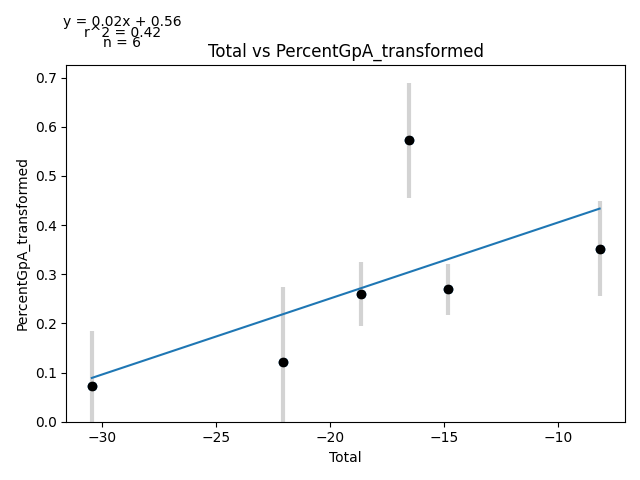 y = 0.02x + 0.56
r^2 = 0.42
n = 6
Total vs PercentGpA_transformed
0.7
0.6
0.5
0.4
0.3
0.2
0.1
0.0
PercentGpA_transformed
−30
−25
−20
−15
−10
Total